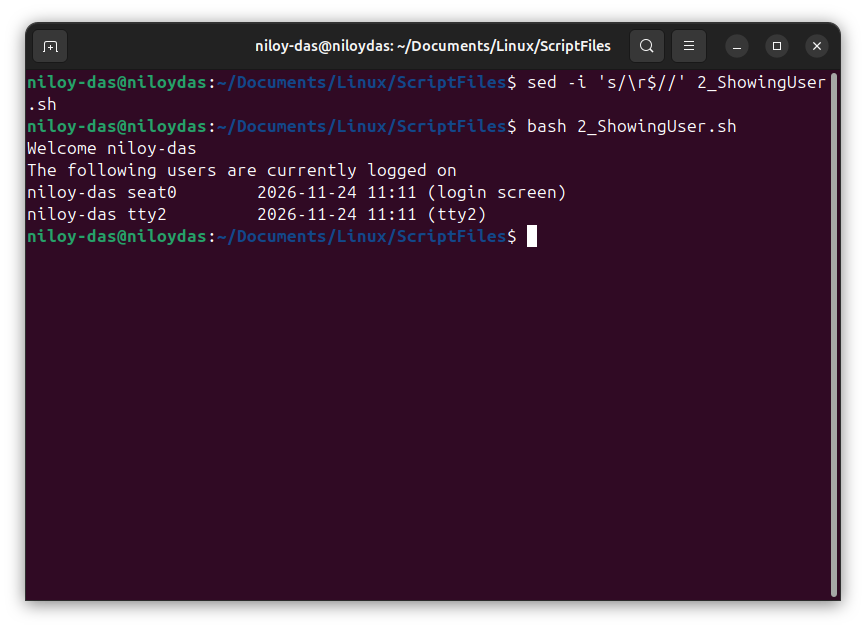 niloy-das@niloydas: ~/Documents/Linux/ScriptFiles
niloy-das@niloydas:~/Documents/Linux/ScriptFiles$ sed -i 's/\r$//' 2_ShowingUser
.sh
niloy-das@niloydas:~/Documents/Linux/ScriptFiles$ bash 2_ShowingUser.sh
Welcome niloy-das
The following users are currently logged on
niloy-das seat0        2026-11-24 11:11 (login screen)
niloy-das tty2         2026-11-24 11:11 (tty2)
niloy-das@niloydas:~/Documents/Linux/ScriptFiles$